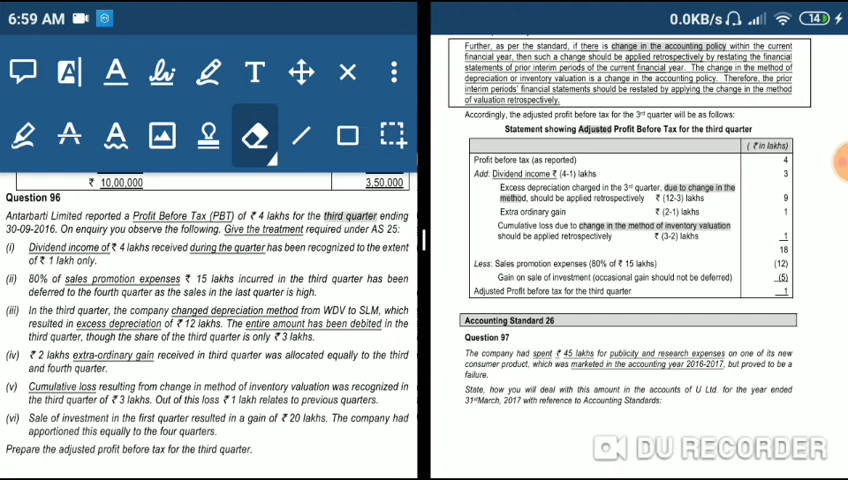 6:59 AM
0.0KB/s
14
A
A
T
A
A
₹ 10,00,000 3,50,000
Question 96
Antarbarti Limited reported a Profit Before Tax (PBT) of ₹ 4 lakhs for the third quarter ending
30-09-2016. On enquiry you observe the following. Give the treatment required under AS 25:
(i) Dividend income of ₹ 4 lakhs received during the quarter has been recognized to the extent
of ₹ 1 lakh only.
(ii) 80% of sales promotion expenses ₹ 15 lakhs incurred in the third quarter has been
deferred to the fourth quarter as the sales in the last quarter is high.
(iii) In the third quarter, the company changed depreciation method from WDV to SLM, which
resulted in excess depreciation of ₹ 12 lakhs. The entire amount has been debited in the
third quarter, though the share of the third quarter is only ₹ 3 lakhs.
(iv) ₹ 2 lakhs extra-ordinary gain received in third quarter was allocated equally to the third
and fourth quarter.
(v) Cumulative loss resulting from change in method of inventory valuation was recognized in
the third quarter of ₹ 3 lakhs. Out of this loss ₹ 1 lakh relates to previous quarters.
(vi) Sale of investment in the first quarter resulted in a gain of ₹ 20 lakhs. The company had
apportioned this equally to the four quarters.
Prepare the adjusted profit before tax for the third quarter.
Further, as per the standard, if there is change in the accounting policy within the current
financial year, then such a change should be applied retrospectively by restating the financial
statements of prior interim periods of the current financial year. The change in the method of
depreciation or inventory valuation is a change in the accounting policy. Therefore, the prior
interim periods' financial statements should be restated by applying the change in the method
of valuation retrospectively.
Accordingly, the adjusted profit before tax for the 3rd quarter will be as follows:
Statement showing Adjusted Profit Before Tax for the third quarter
(₹ in lakhs)
Profit before tax (as reported) 4
Add: Dividend income ₹ (4-1) lakhs 3
Excess depreciation charged in the 3rd quarter, due to change in the
method, should be applied retrospectively ₹ (12-3) lakhs 9
Extra ordinary gain ₹ (2-1) lakhs 1
Cumulative loss due to change in the method of inventory valuation
should be applied retrospectively ₹ (3-2) lakhs 1
18
Less: Sales promotion expenses (80% of ₹ 15 lakhs) (12)
Gain on sale of investment (occasional gain should not be deferred) (5)
Adjusted Profit before tax for the third quarter 1
Accounting Standard 26
Question 97
The company had spent ₹ 45 lakhs for publicity and research expenses on one of its new
consumer product, which was marketed in the accounting year 2016-2017, but proved to be a
failure.
State, how you will deal with this amount in the accounts of U Ltd. for the year ended
31st March, 2017 with reference to Accounting Standards:
DU RECORDER